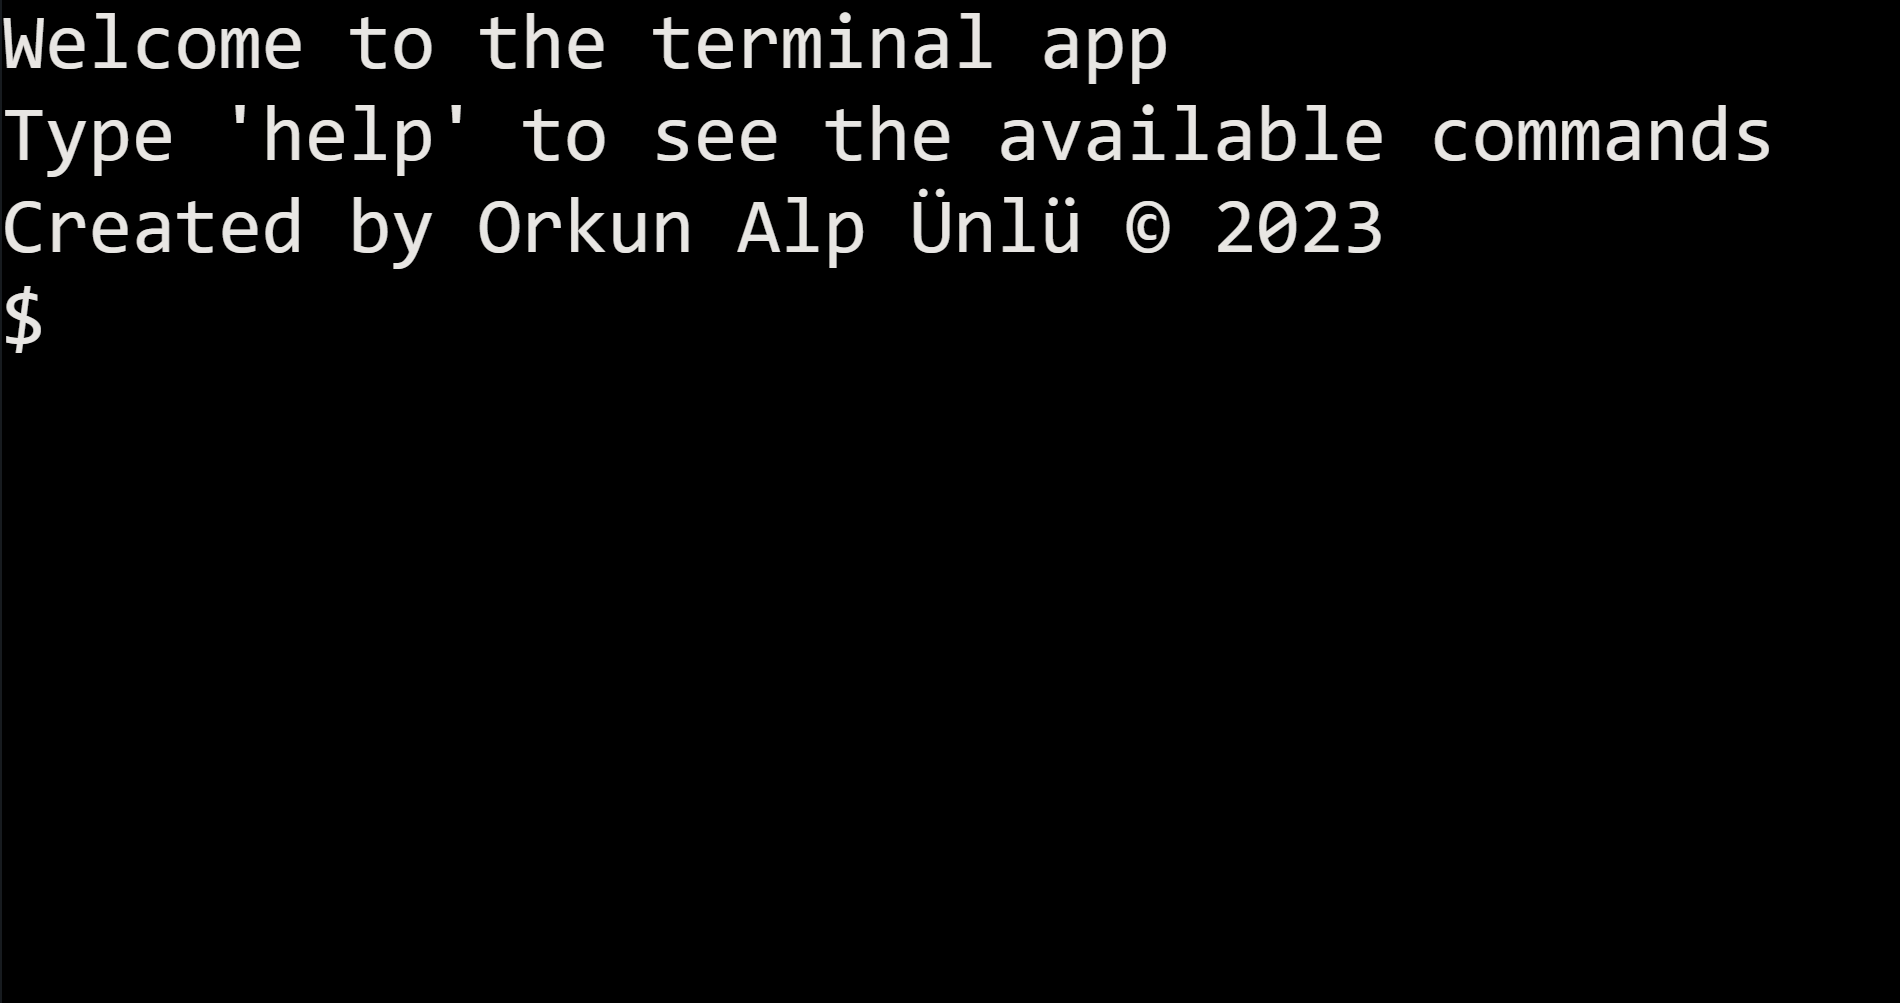 Welcome to the terminal app
Type 'help' to see the available commands
Created by Orkun Alp Ünlü © 2023
$